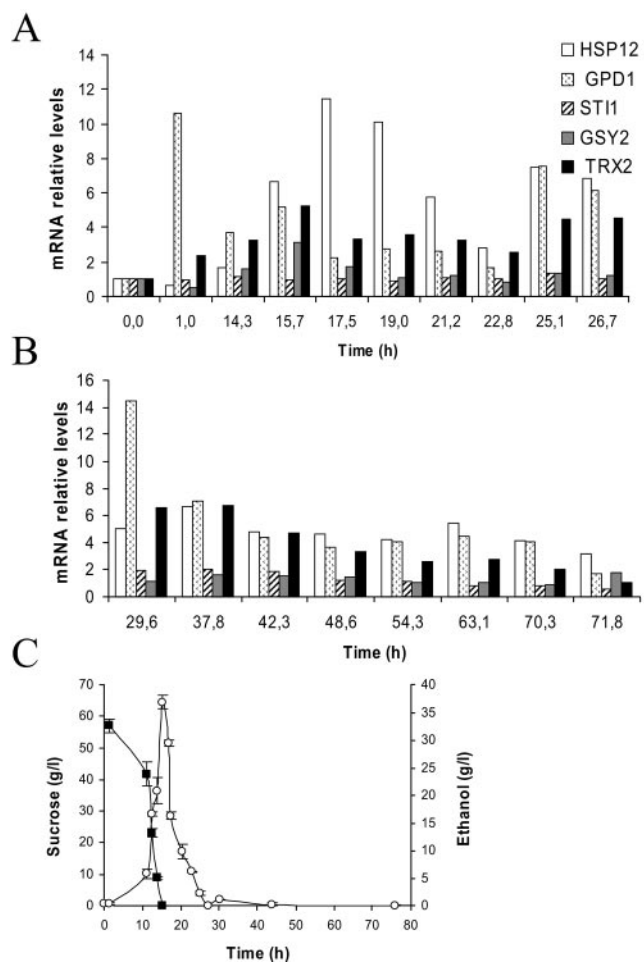 A
HSP12
GPD1
STI1
GSY2
TRX2
mRNA relative levels
14
12
10
8
6
4
2
0
0,0 1,0 14,3 15,7 17,5 19,0 21,2 22,8 25,1 26,7
Time (h)
B
mRNA relative levels
16
14
12
10
8
6
4
2
0
29,6 37,8 42,3 48,6 54,3 63,1 70,3 71,8
Time (h)
C
Sucrose (g/l)
70
60
50
40
30
20
10
0
Ethanol (g/l)
40
35
30
25
20
15
10
5
0
0 20 40 60 80
Time (h)